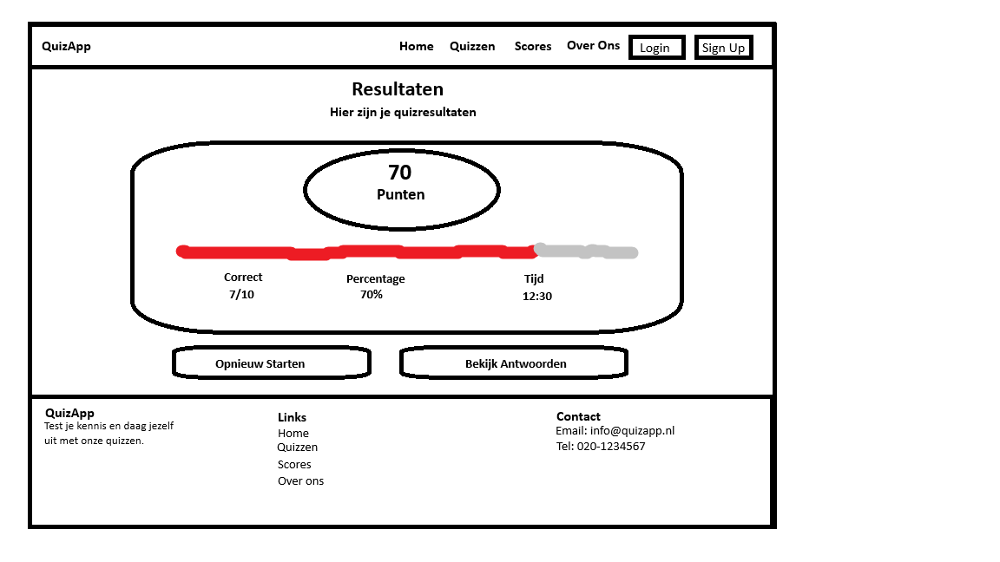 QuizApp Home Quizzen Scores Over Ons Login Sign Up
Resultaten
Hier zijn je quizresultaten
70
Punten
Correct Percentage Tijd
7/10 70% 12:30
Opnieuw Starten Bekijk Antwoorden
QuizApp
Test je kennis en daag jezelf
uit met onze quizzen.
Links
Home
Quizzen
Scores
Over ons
Contact
Email: info@quizapp.nl
Tel: 020-1234567